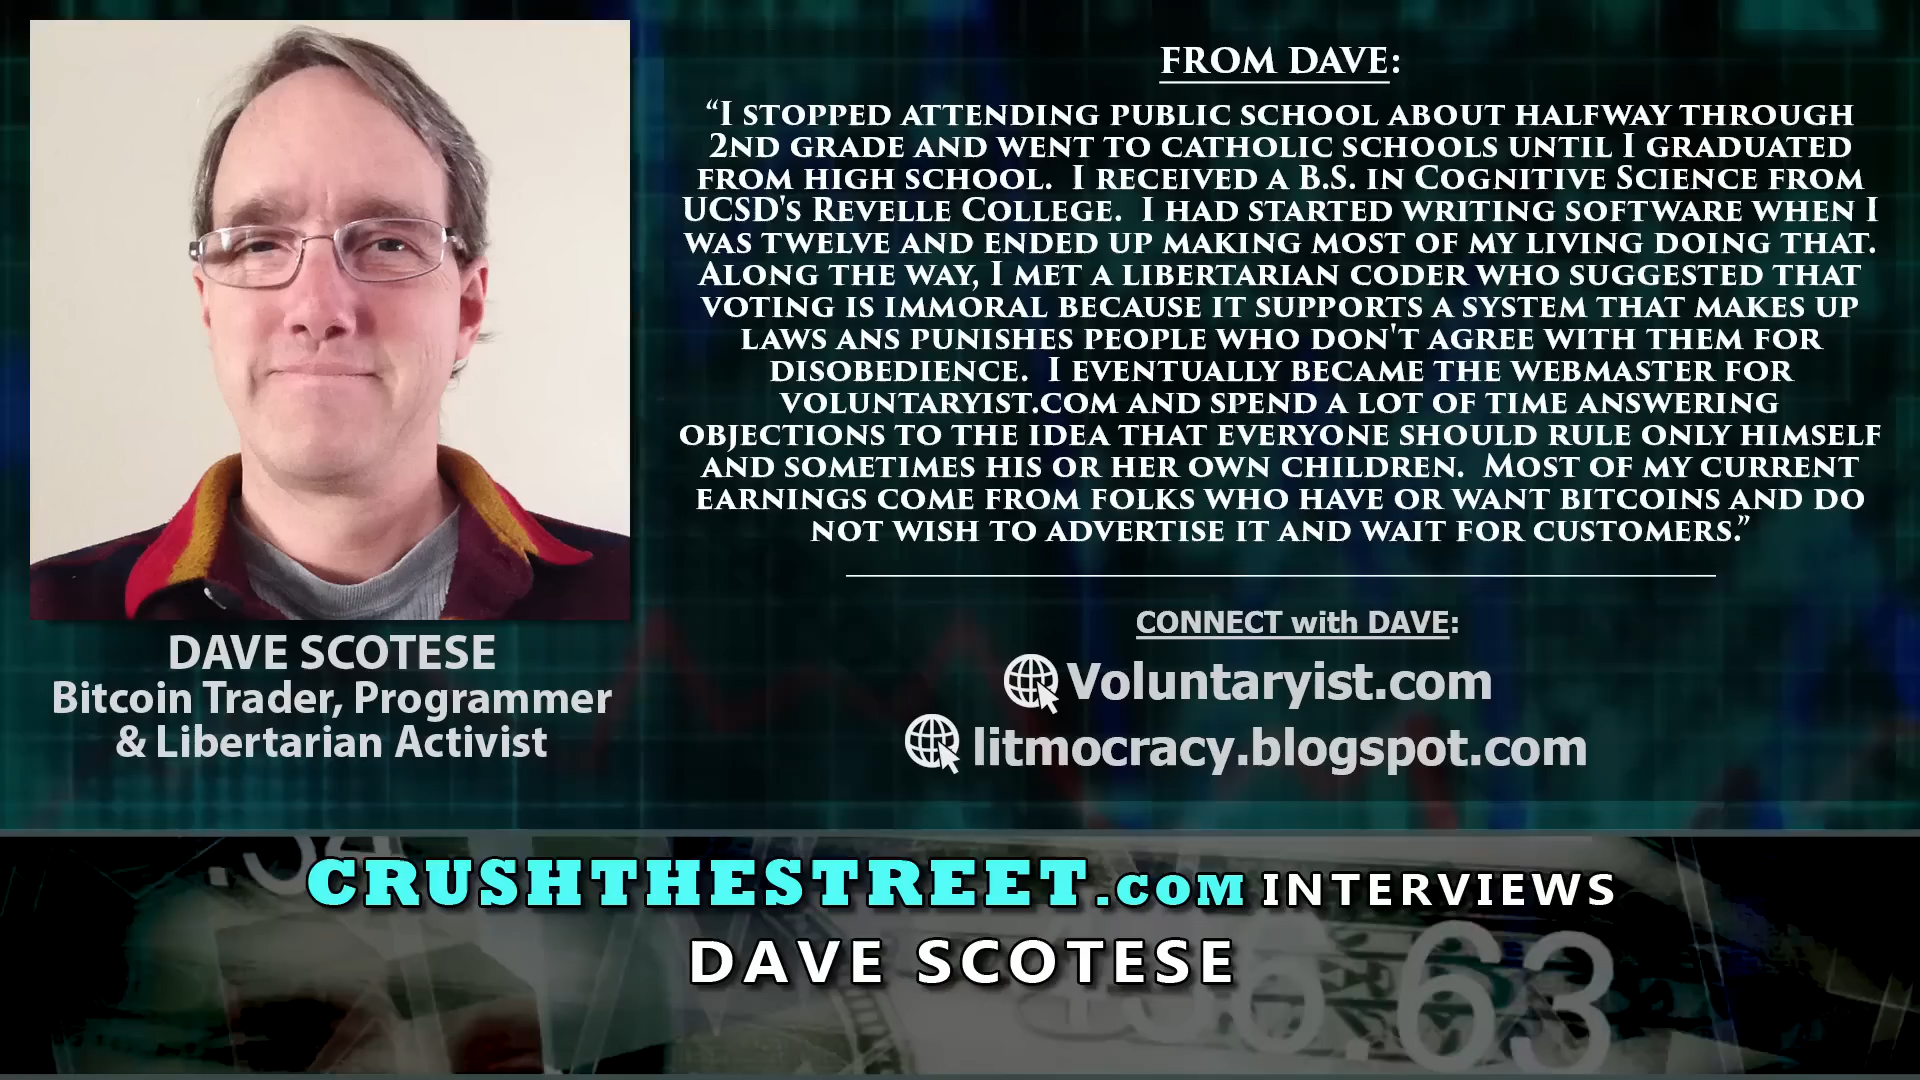 FROM DAVE:
“I STOPPED ATTENDING PUBLIC SCHOOL ABOUT HALFWAY THROUGH
2ND GRADE AND WENT TO CATHOLIC SCHOOLS UNTIL I GRADUATED
FROM HIGH SCHOOL. I RECEIVED A B.S. IN COGNITIVE SCIENCE FROM
UCSD'S REVELLE COLLEGE. I HAD STARTED WRITING SOFTWARE WHEN I
WAS TWELVE AND ENDED UP MAKING MOST OF MY LIVING DOING THAT.
ALONG THE WAY, I MET A LIBERTARIAN CODER WHO SUGGESTED THAT
VOTING IS IMMORAL BECAUSE IT SUPPORTS A SYSTEM THAT MAKES UP
LAWS ANS PUNISHES PEOPLE WHO DON'T AGREE WITH THEM FOR
DISOBEDIENCE. I EVENTUALLY BECAME THE WEBMASTER FOR
VOLUNTARYIST.COM AND SPEND A LOT OF TIME ANSWERING
OBJECTIONS TO THE IDEA THAT EVERYONE SHOULD RULE ONLY HIMSELF
AND SOMETIMES HIS OR HER OWN CHILDREN. MOST OF MY CURRENT
EARNINGS COME FROM FOLKS WHO HAVE OR WANT BITCOINS AND DO
NOT WISH TO ADVERTISE IT AND WAIT FOR CUSTOMERS.”
DAVE SCOTESE
Bitcoin Trader, Programmer
& Libertarian Activist
CONNECT with DAVE:
Voluntaryist.com
litmocracy.blogspot.com
CRUSHTHESTREET.COM INTERVIEWS
DAVE SCOTESE